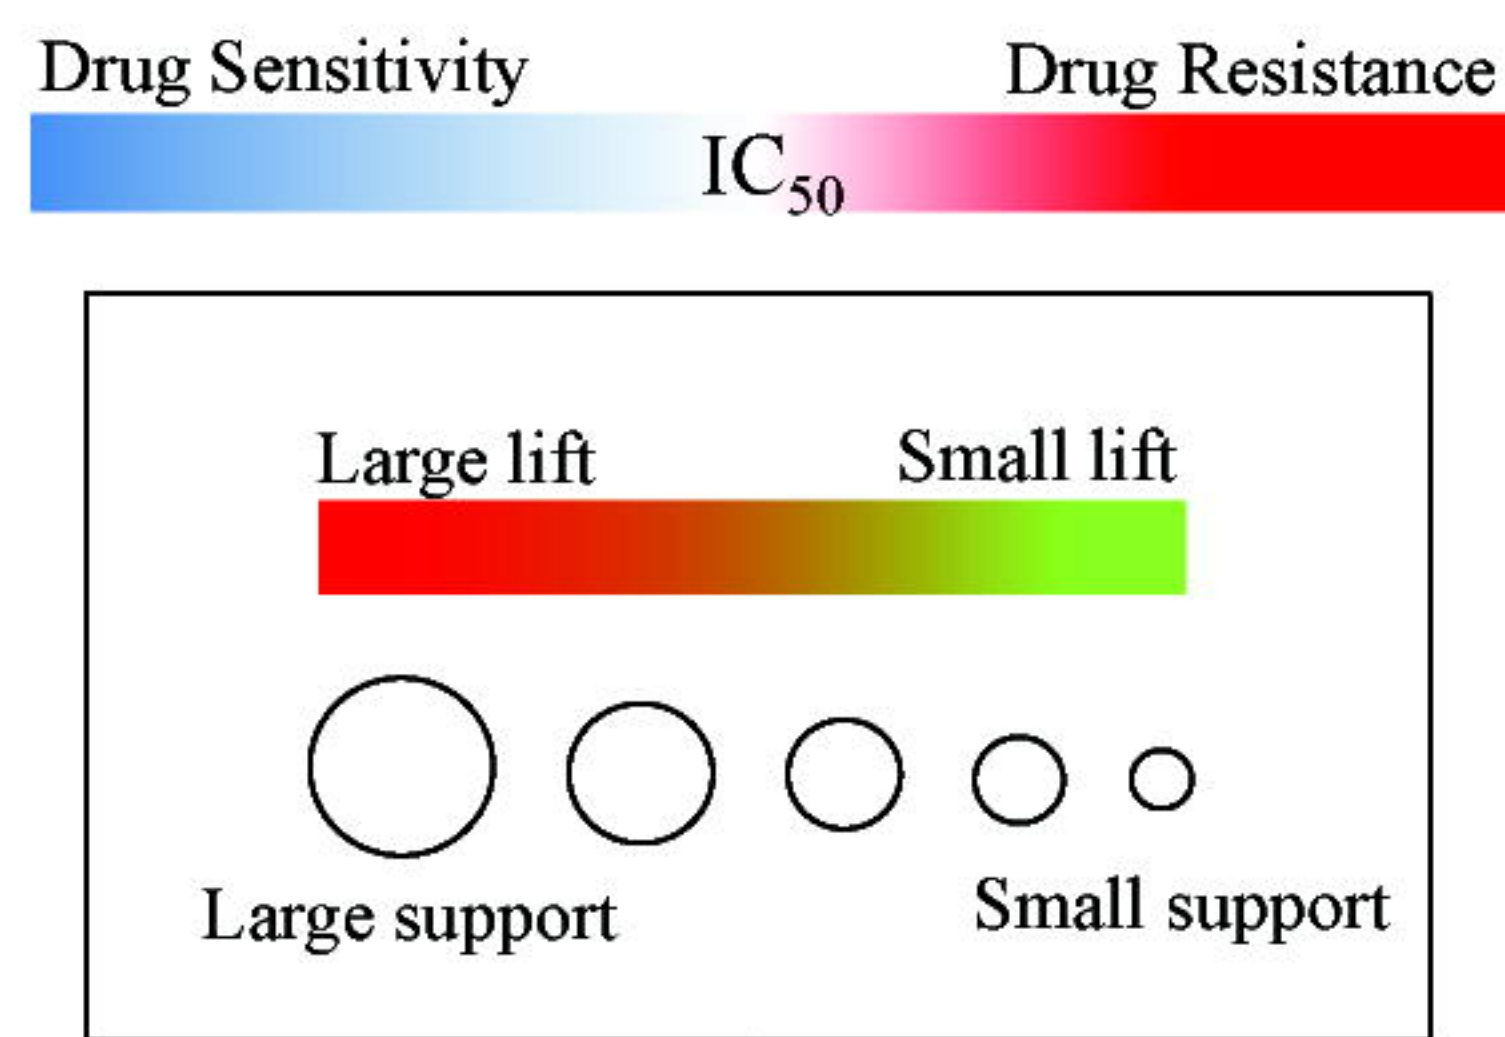 Drug Sensitivity Drug Resistance
IC50
Large lift Small lift
Large support Small support